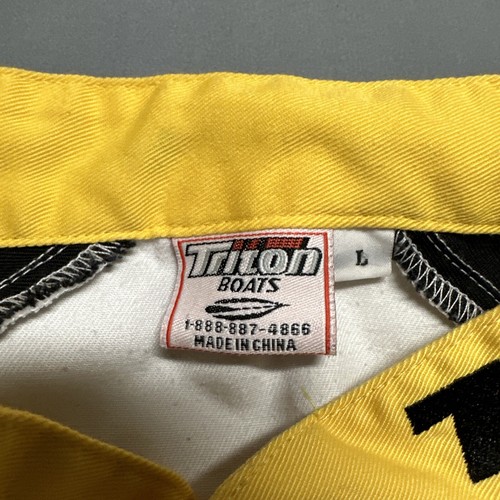 Triton
BOATS
1-888-887-4866
MADE IN CHINA
L